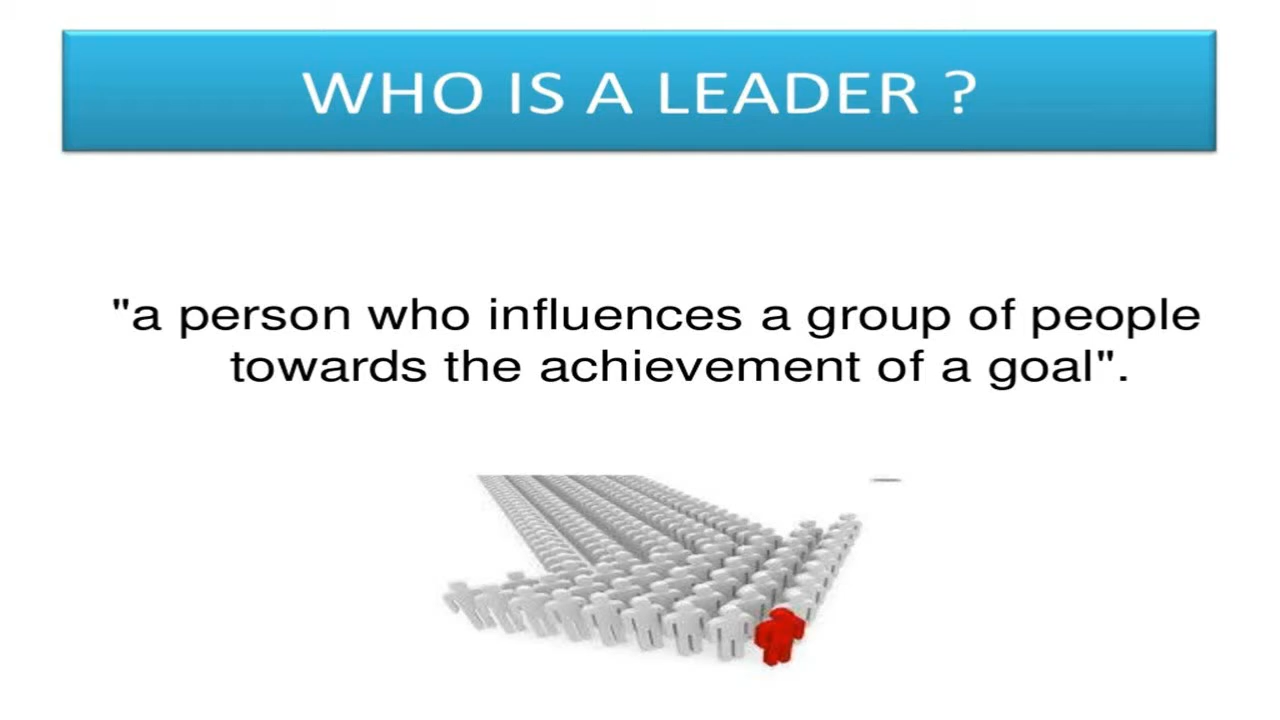 WHO IS A LEADER ?
"a person who influences a group of people
towards the achievement of a goal".